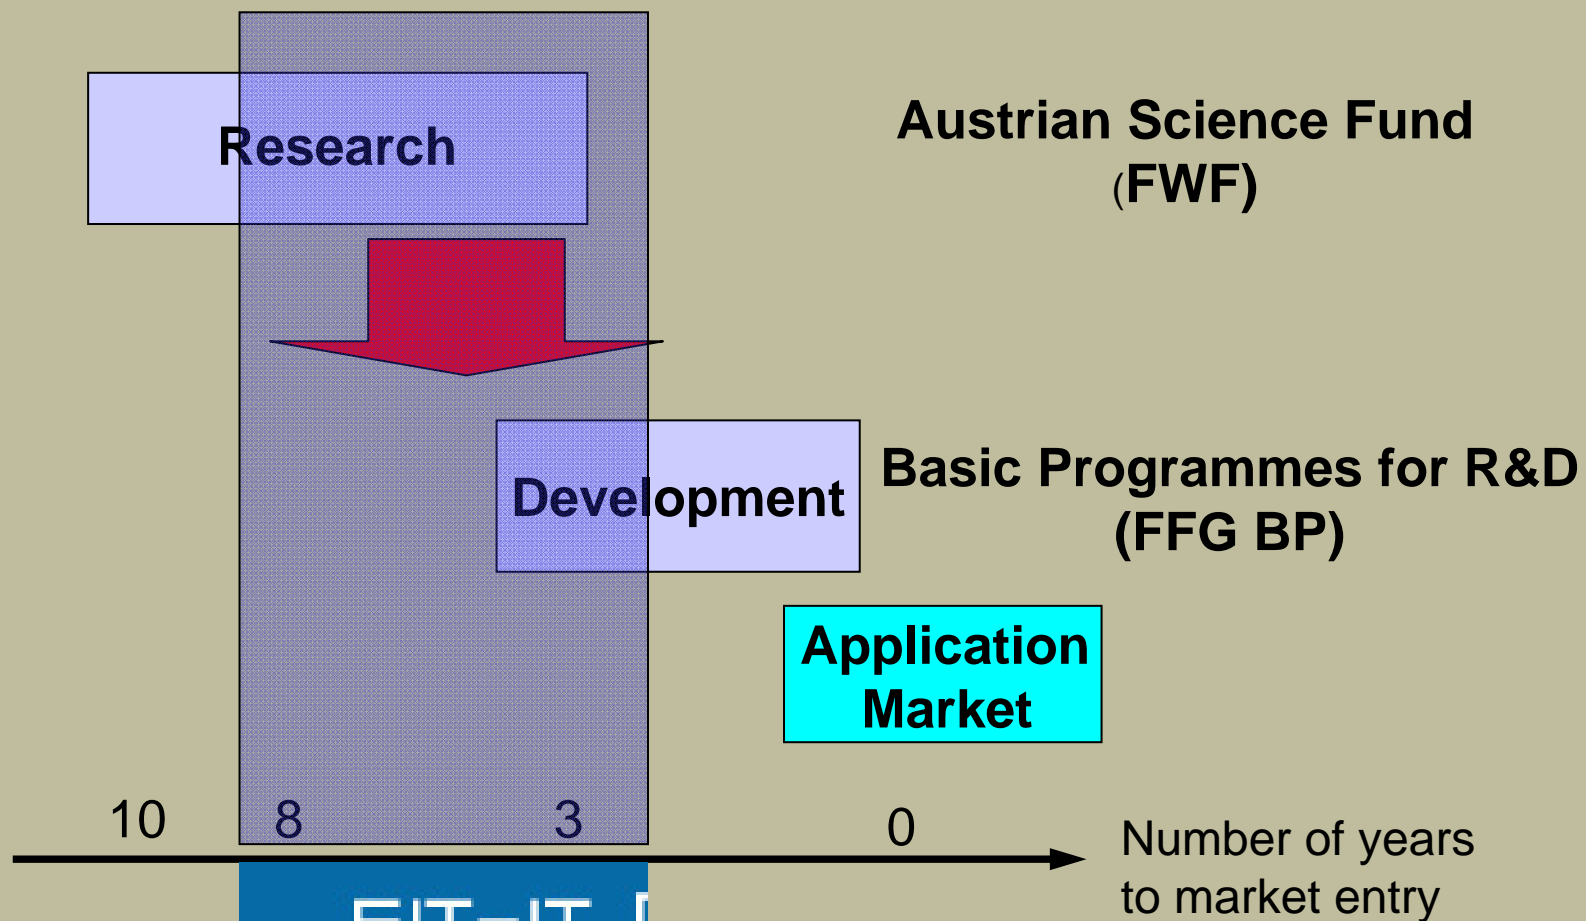 Research
Austrian Science Fund
(FWF)
Development
Basic Programmes for R&D
(FFG BP)
Application
Market
10 8 3 0
Number of years
to market entry